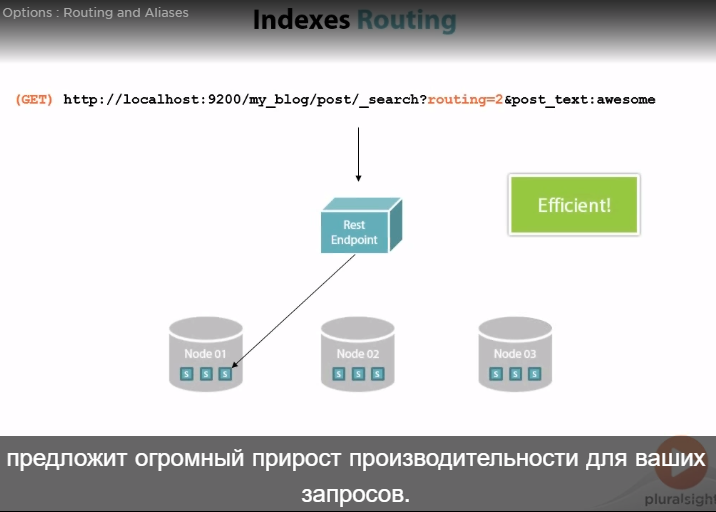 Options : Routing and Aliases
Indexes Routing
(GET) http://localhost:9200/my_blog/post/_search?routing=2&post_text:awesome
Efficient!
Rest
Endpoint
Node 01
Node 02
Node 03
S S S
S S S
S S S
предложит огромный прирост производительности для ваших
запросов.
pluralsight